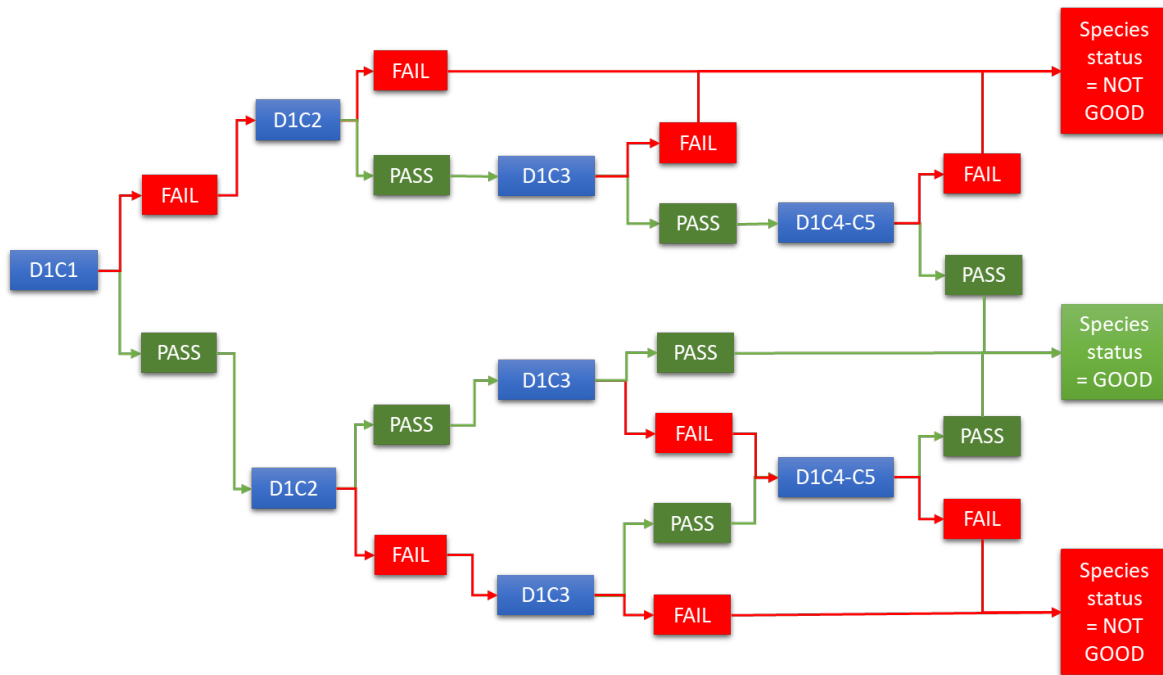 Species
status
= NOT
GOOD
FAIL
D1C2
FAIL
PASS
D1C3
FAIL
FAIL
PASS
D1C4-C5
D1C1
PASS
PASS
Species
status
= GOOD
PASS
D1C3
PASS
FAIL
PASS
D1C2
D1C4-C5
PASS
FAIL
FAIL
D1C3
FAIL
Species
status
= NOT
GOOD